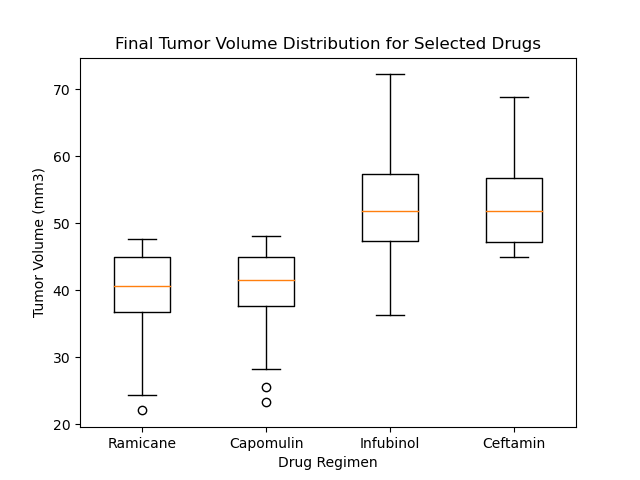 Final Tumor Volume Distribution for Selected Drugs
Tumor Volume (mm3)
70
60
50
40
30
20
Ramicane Capomulin Infubinol Ceftamin
Drug Regimen